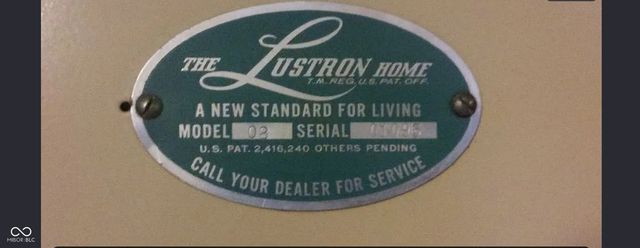 THE LUSTRON HOME
T.M. REG. U.S. PAT. OFF.
A NEW STANDARD FOR LIVING
MODEL 02 SERIAL
U.S. PAT. 2,416,240 OTHERS PENDING
CALL YOUR DEALER FOR SERVICE
MIBOR BLC